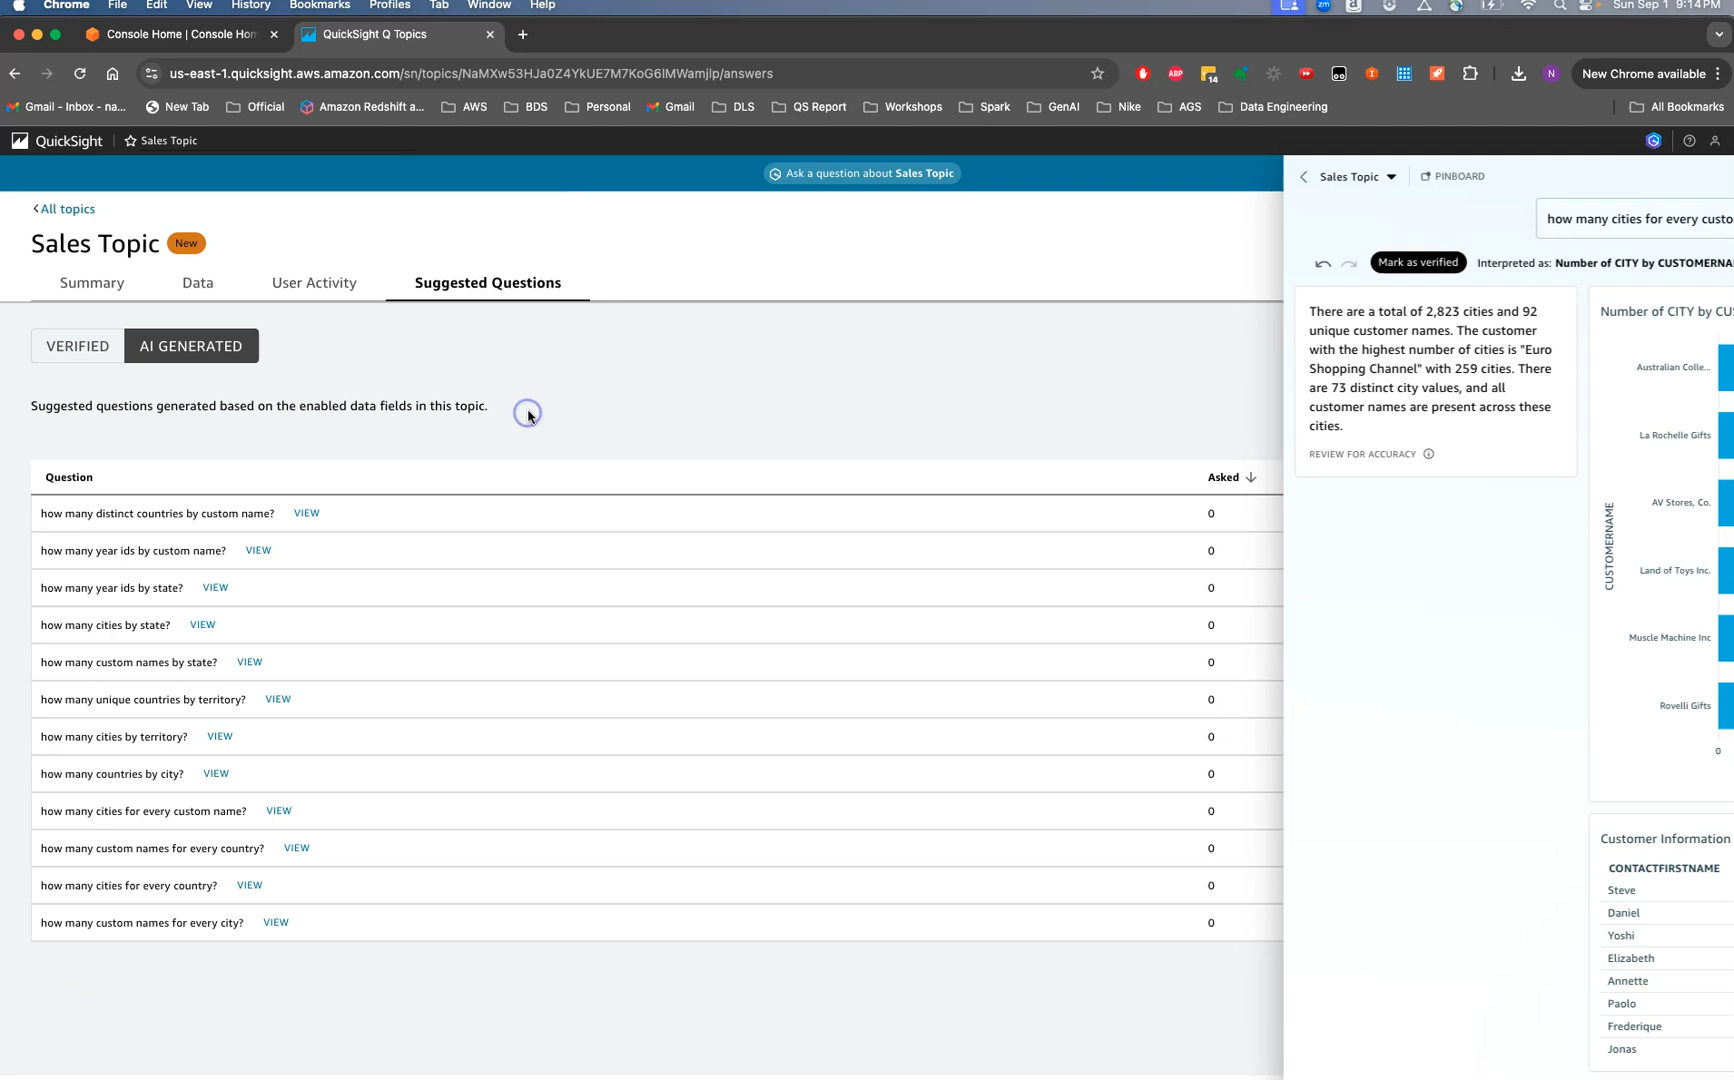 Chrome File Edit View History Bookmarks Profiles Tab Window Help Sun Sep 1 9:14 PM
Console Home | Console Hom QuickSight Q Topics
us-east-1.quicksight.aws.amazon.com/sn/topics/NaMXw53HJa0Z4YkUE7M7KoG6lMWamjlp/answers ABP 14 N New Chrome available
Gmail - Inbox - na... New Tab Official Amazon Redshift a... AWS BDS Personal Gmail DLS QS Report Workshops Spark GenAI Nike AGS Data Engineering All Bookmarks
QuickSight Sales Topic
Ask a question about Sales Topic
All topics
Sales Topic New
Summary Data User Activity Suggested Questions
VERIFIED AI GENERATED
Suggested questions generated based on the enabled data fields in this topic.
Question Asked
how many distinct countries by custom name? VIEW 0
how many year ids by custom name? VIEW 0
how many year ids by state? VIEW 0
how many cities by state? VIEW 0
how many custom names by state? VIEW 0
how many unique countries by territory? VIEW 0
how many cities by territory? VIEW 0
how many countries by city? VIEW 0
how many cities for every custom name? VIEW 0
how many custom names for every country? VIEW 0
how many cities for every country? VIEW 0
how many custom names for every city? VIEW 0
Sales Topic PINBOARD
how many cities for every custo
Mark as verified Interpreted as: Number of CITY by CUSTOMERNA
There are a total of 2,823 cities and 92
unique customer names. The customer
with the highest number of cities is "Euro
Shopping Channel" with 259 cities. There
are 73 distinct city values, and all
customer names are present across these
cities.
REVIEW FOR ACCURACY
Number of CITY by CU
CUSTOMERNAME
Australian Colle...
La Rochelle Gifts
AV Stores, Co.
Land of Toys Inc.
Muscle Machine Inc
Rovelli Gifts
0
Customer Information
CONTACTFIRSTNAME
Steve
Daniel
Yoshi
Elizabeth
Annette
Paolo
Frederique
Jonas